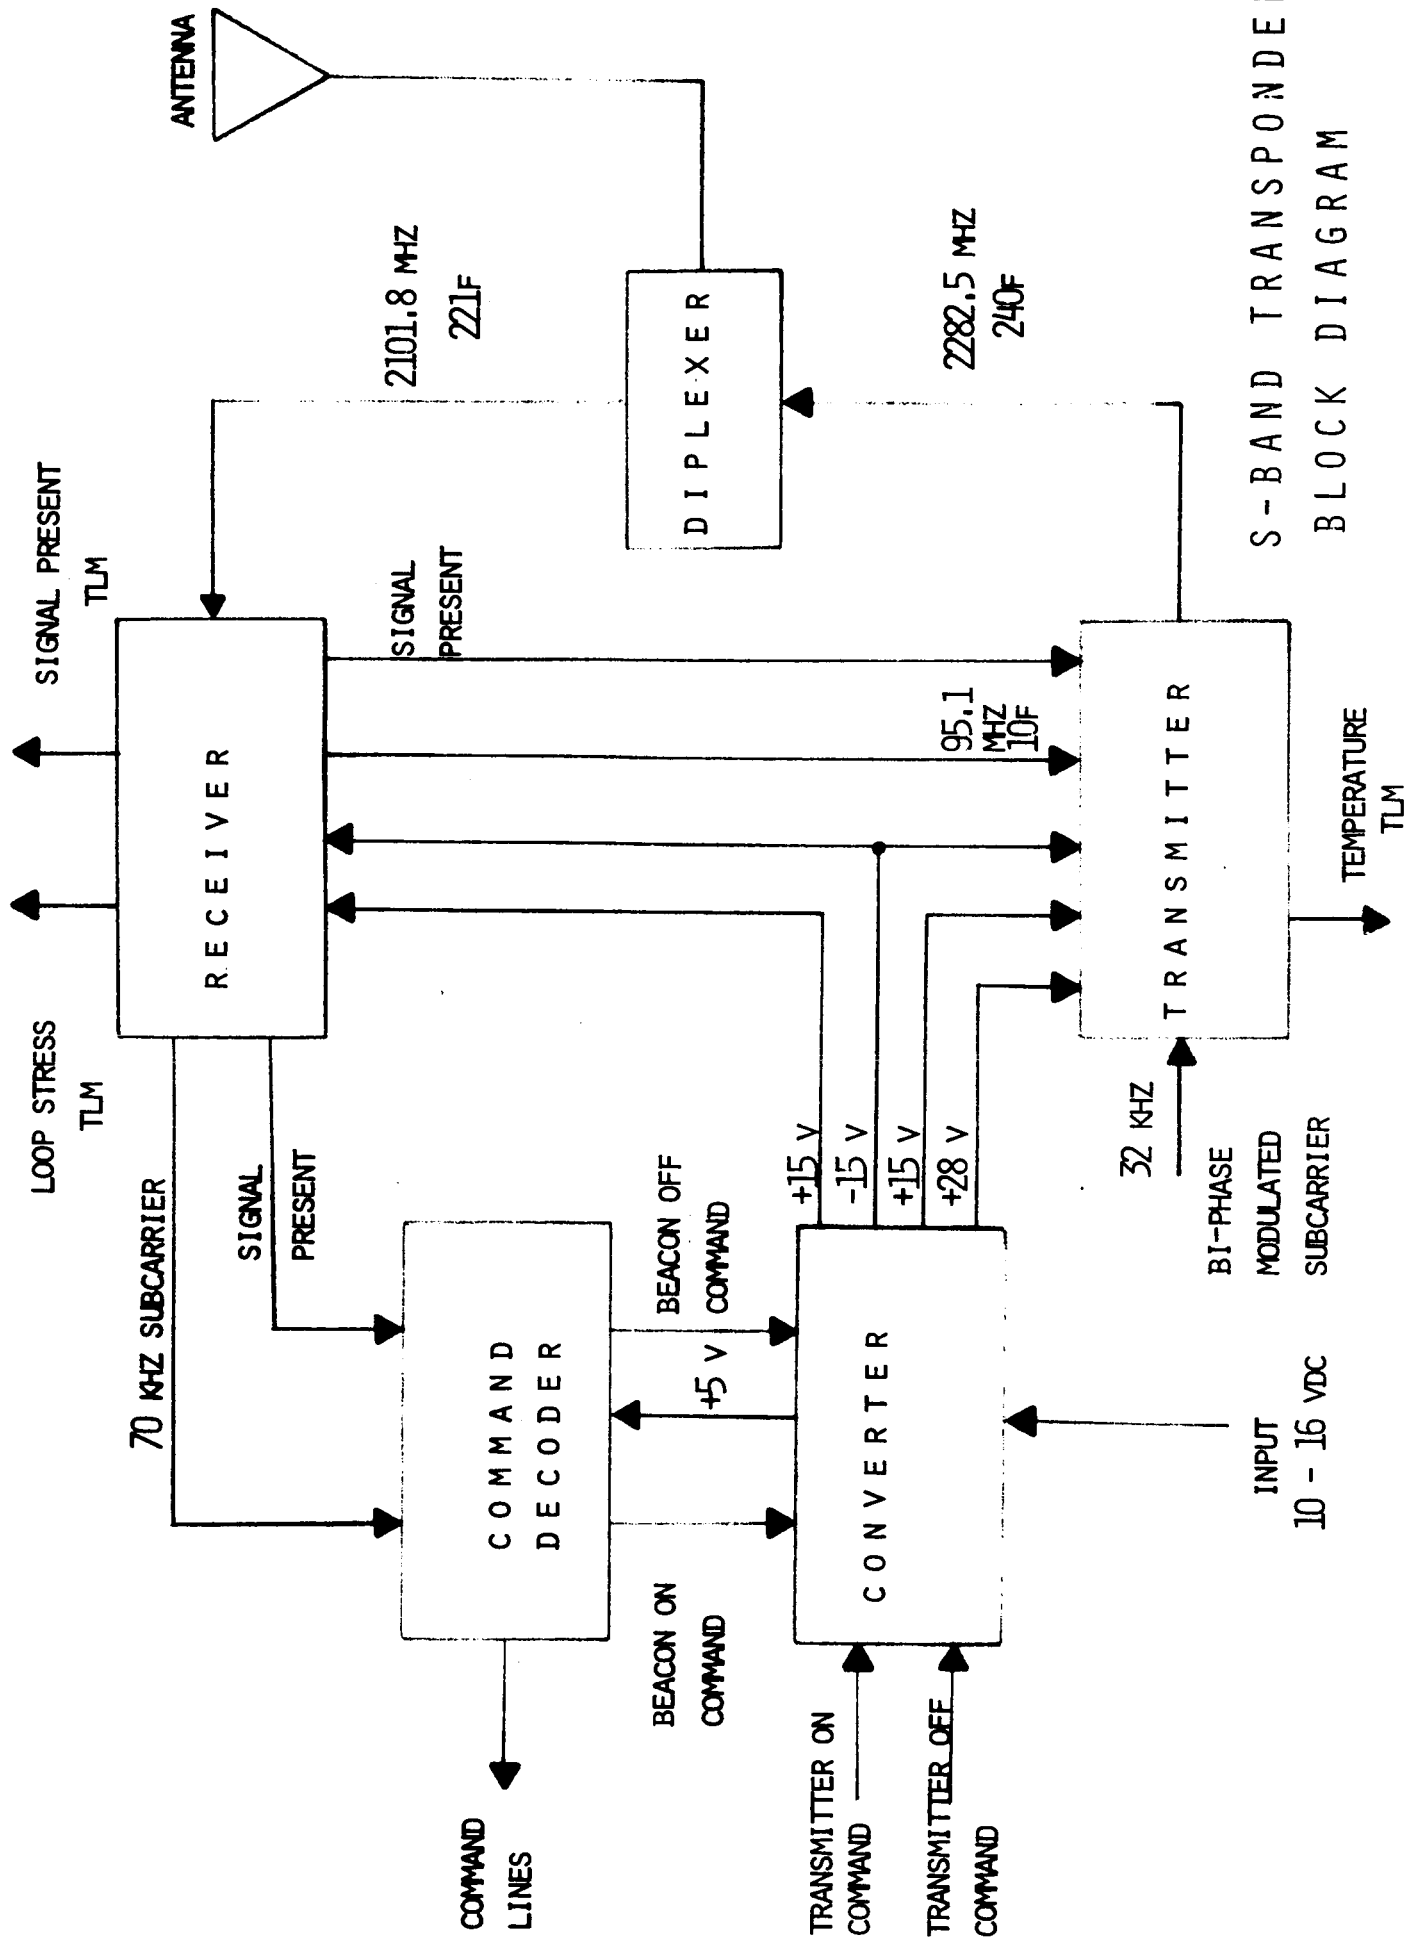 ANTENNA
2101.8 MHZ
221F
DIPLEXER
2282.5 MHZ
240F
SIGNAL PRESENT
TLM
LOOP STRESS
TLM
RECEIVER
SIGNAL
PRESENT
95.1
MHZ
10F
TRANSMITTER
TEMPERATURE
TLM
70 KHZ SUBCARRIER
SIGNAL
PRESENT
COMMAND
DECODER
COMMAND
LINES
BEACON OFF
COMMAND
+5 V
BEACON ON
COMMAND
+15 V
-15 V
+15 V
+28 V
CONVERTER
TRANSMITTER ON
COMMAND
TRANSMITTER OFF
COMMAND
INPUT
10 - 16 VDC
32 KHZ
BI-PHASE
MODULATED
SUBCARRIER
S-BAND TRANSPONDE
BLOCK DIAGRAM